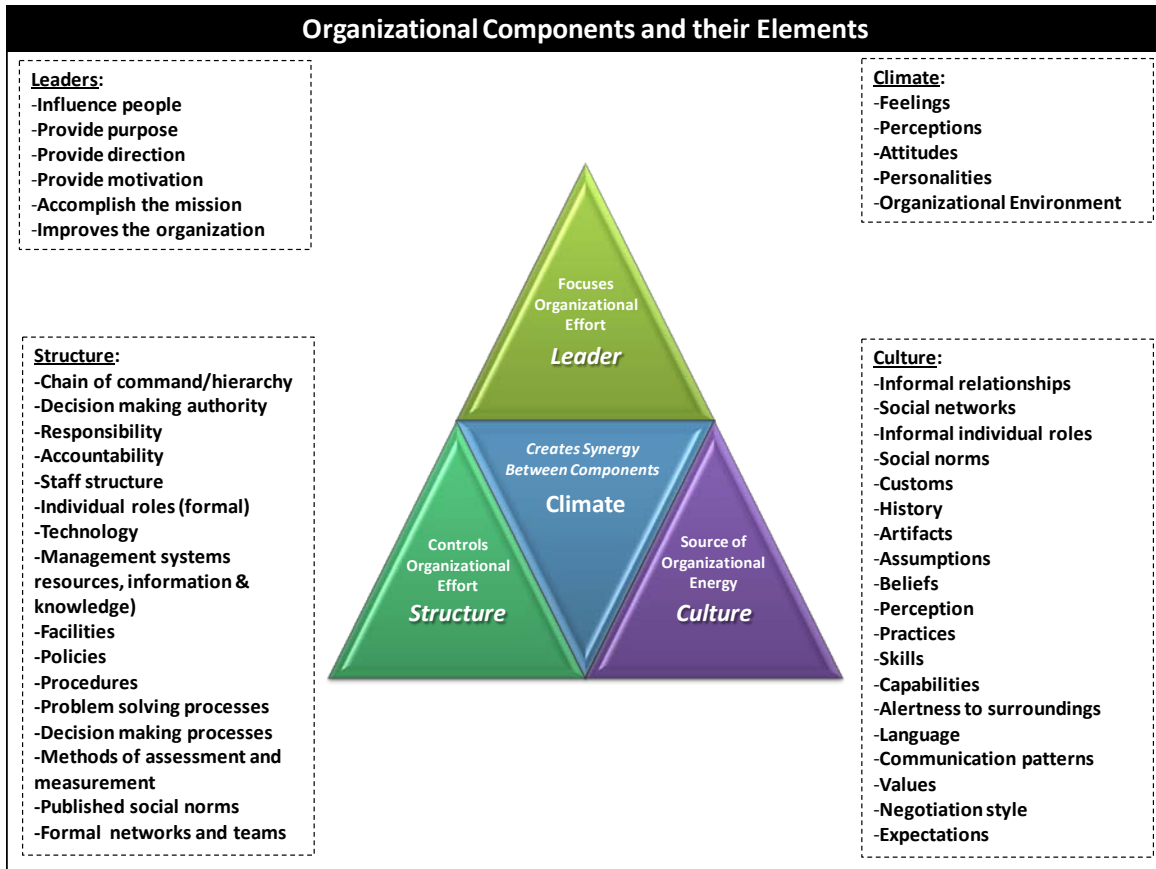 Organizational Components and their Elements
Leaders:
-Influence people
-Provide purpose
-Provide direction
-Provide motivation
-Accomplish the mission
-Improves the organization
Climate:
-Feelings
-Perceptions
-Attitudes
-Personalities
-Organizational Environment
Focuses
Organizational
Effort
Leader
Creates Synergy
Between Components
Climate
Controls
Organizational
Effort
Structure
Source of
Organizational
Energy
Culture
Structure:
-Chain of command/hierarchy
-Decision making authority
-Responsibility
-Accountability
-Staff structure
-Individual roles (formal)
-Technology
-Management systems
resources, information &
knowledge)
-Facilities
-Policies
-Procedures
-Problem solving processes
-Decision making processes
-Methods of assessment and
measurement
-Published social norms
-Formal networks and teams
Culture:
-Informal relationships
-Social networks
-Informal individual roles
-Social norms
-Customs
-History
-Artifacts
-Assumptions
-Beliefs
-Perception
-Practices
-Skills
-Capabilities
-Alertness to surroundings
-Language
-Communication patterns
-Values
-Negotiation style
-Expectations